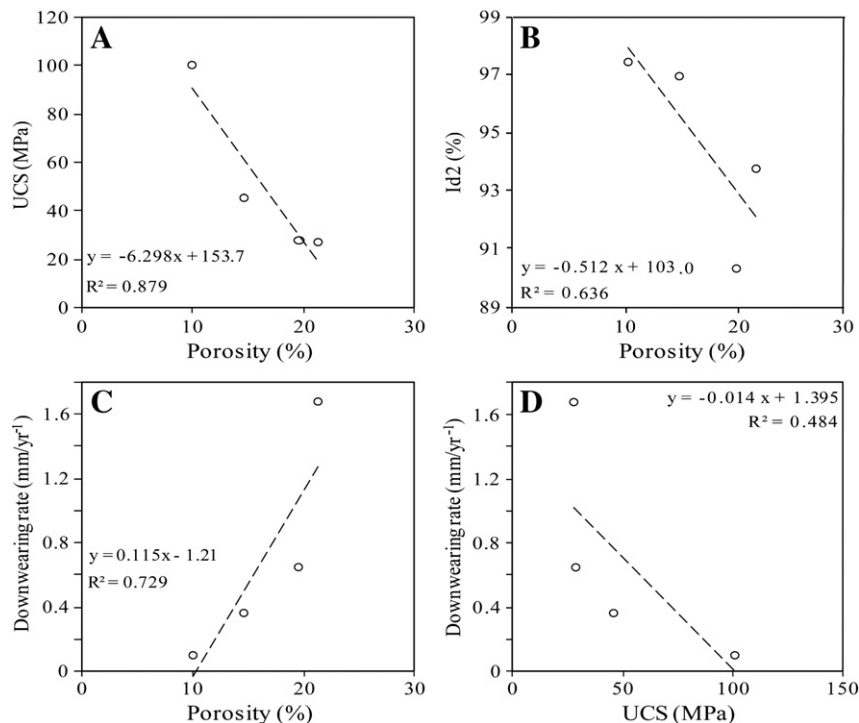 A
120
100
80
60
40
20
0
UCS (MPa)
y = -6.298x + 153.7
R² = 0.879
0 10 20 30
Porosity (%)
B
99
97
95
93
91
89
Id2 (%)
y = -0.512 x + 103.0
R² = 0.636
0 10 20 30
Porosity (%)
C
1.6
1.2
0.8
0.4
0
Downwearing rate (mm/yr⁻¹)
y = 0.115x - 1.21
R² = 0.729
0 10 20 30
Porosity (%)
D
y = -0.014 x + 1.395
R² = 0.484
1.6
1.2
0.8
0.4
0
Downwearing rate (mm/yr⁻¹)
0 50 100 150
UCS (MPa)